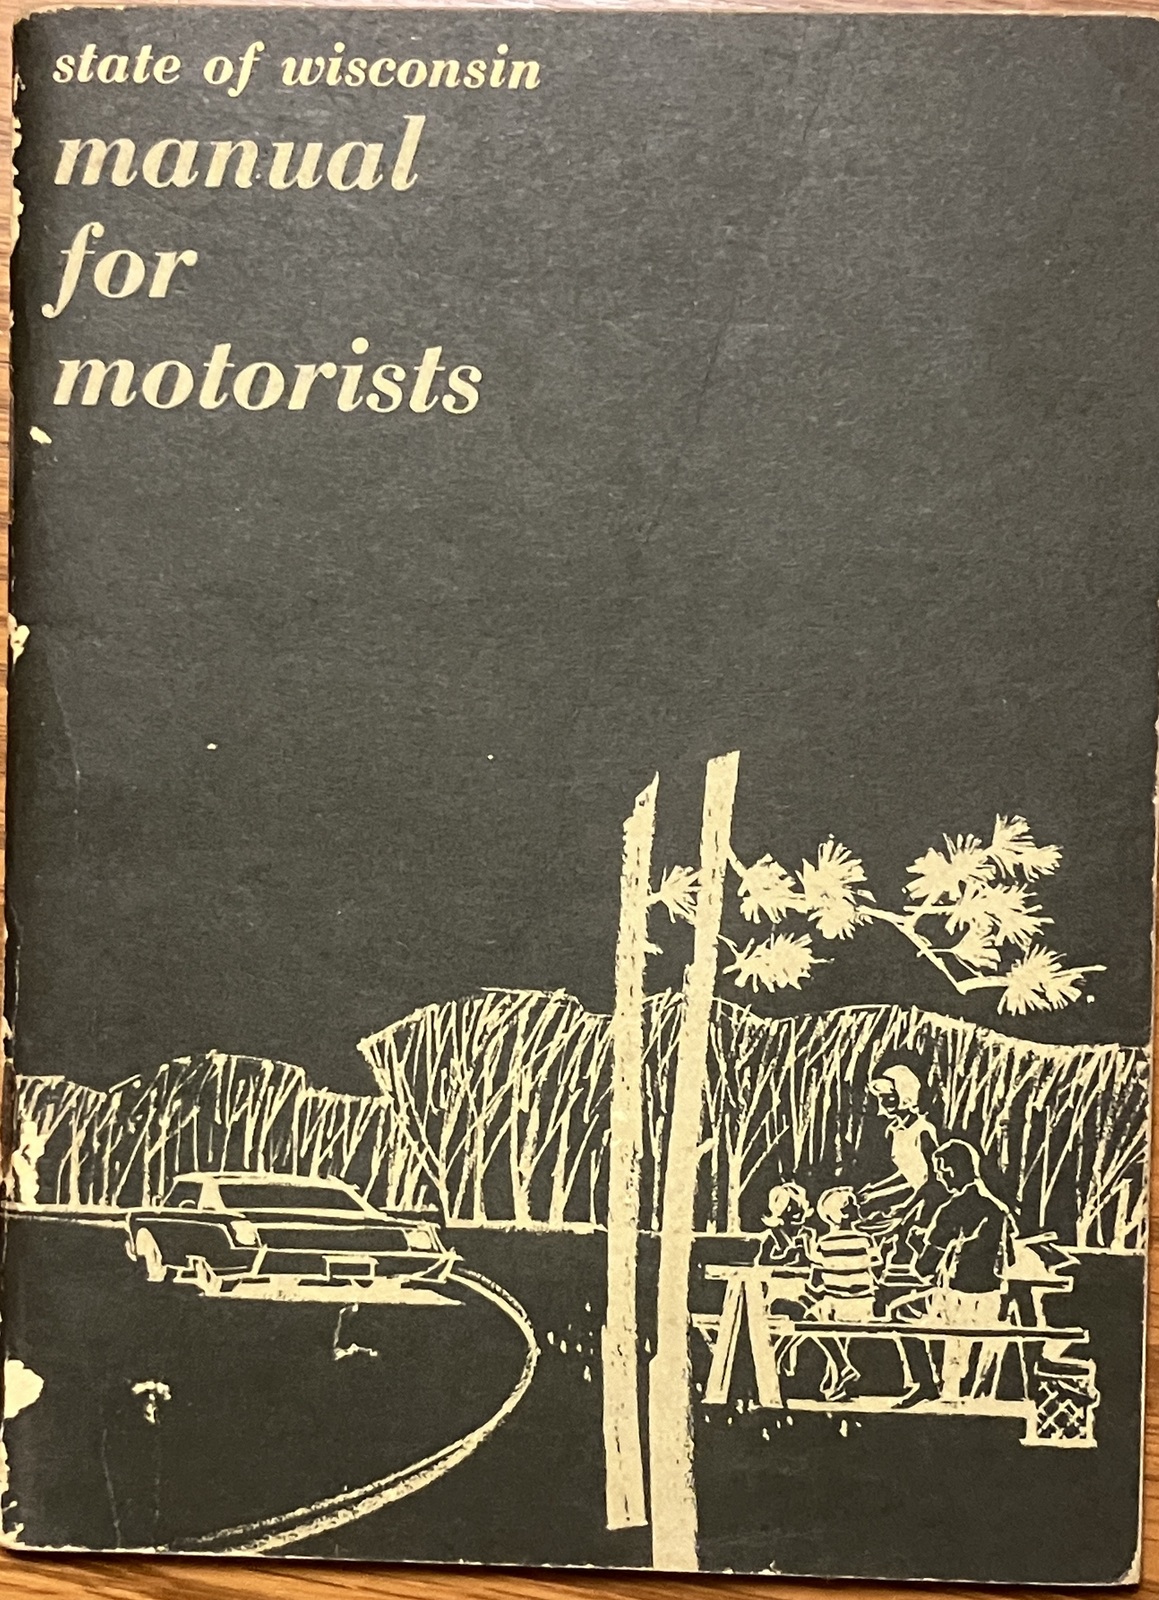 state of wisconsin
manual
for
motorists